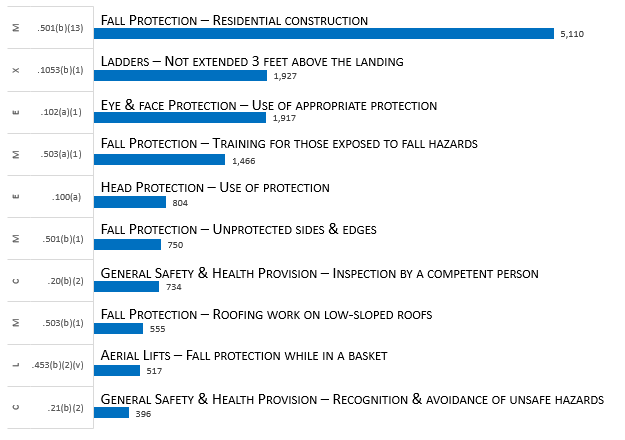 M .501(b)(13) Fall Protection – Residential construction
5,110
X .1053(b)(1) Ladders – Not extended 3 feet above the landing
1,927
E .102(a)(1) Eye & face Protection – Use of appropriate protection
1,917
M .503(a)(1) Fall Protection – Training for those exposed to fall hazards
1,466
E .100(a) Head Protection – Use of protection
804
M .501(b)(1) Fall Protection – Unprotected sides & edges
750
C .20(b)(2) General Safety & Health Provision – Inspection by a competent person
734
M .503(b)(1) Fall Protection – Roofing work on low-sloped roofs
555
L .453(b)(2)(v) Aerial Lifts – Fall protection while in a basket
517
C .21(b)(2) General Safety & Health Provision – Recognition & avoidance of unsafe hazards
396